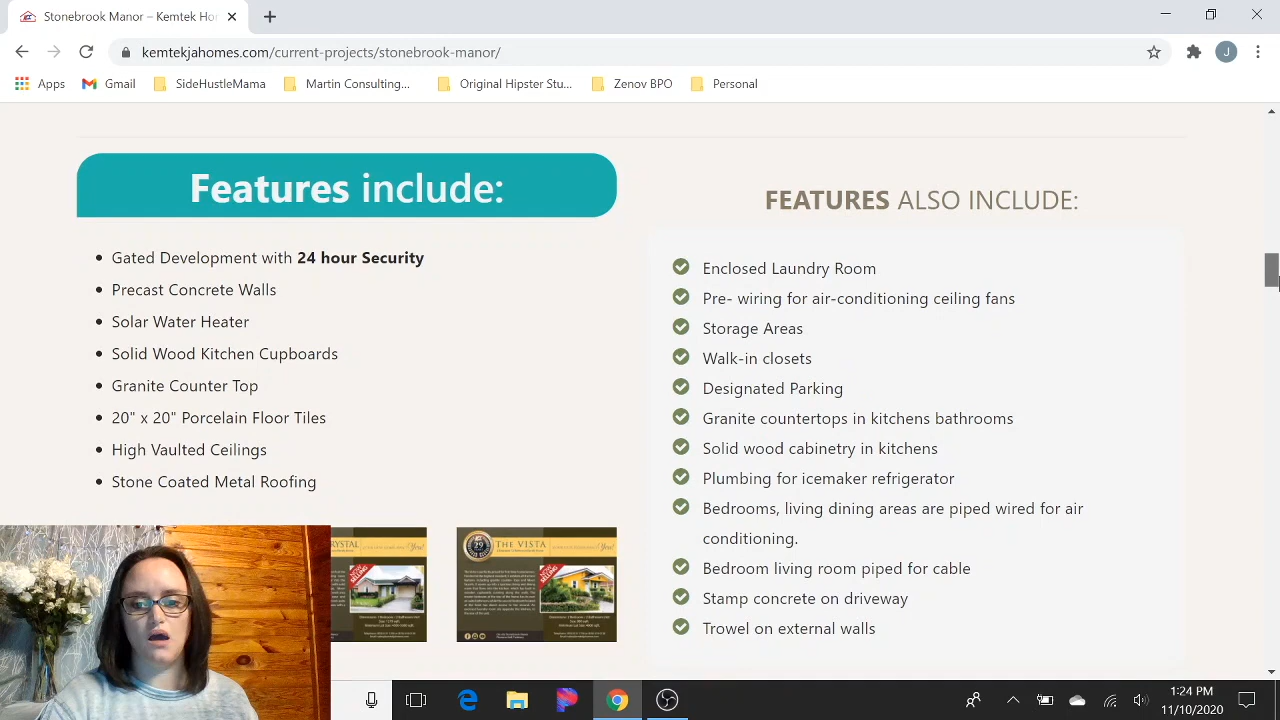 Stonebrook Manor – Kemtek Hor
kemtekjahomes.com/current-projects/stonebrook-manor/
J
Apps
Gmail
SideHustleMama
Martin Consulting...
Original Hipster Stu...
Zenov BPO
Personal
Features include:
Gated Development with 24 hour Security
Precast Concrete Walls
Solar Water Heater
Solid Wood Kitchen Cupboards
Granite Counter Top
20" x 20" Porcelain Floor Tiles
High Vaulted Ceilings
Stone Coated Metal Roofing
RYSTAL
29
THE VISTA
FEATURES ALSO INCLUDE:
Enclosed Laundry Room
Pre- wiring for air-conditioning ceiling fans
Storage Areas
Walk-in closets
Designated Parking
Granite countertops in kitchens bathrooms
Solid wood cabinetry in kitchens
Plumbing for icemaker refrigerator
Bedrooms, living dining areas are piped wired for air
conditioning,
Bedroom living room piped for cable
Stamp concrete on driveway
Trowel on external walls
1:24 PM
11/10/2020